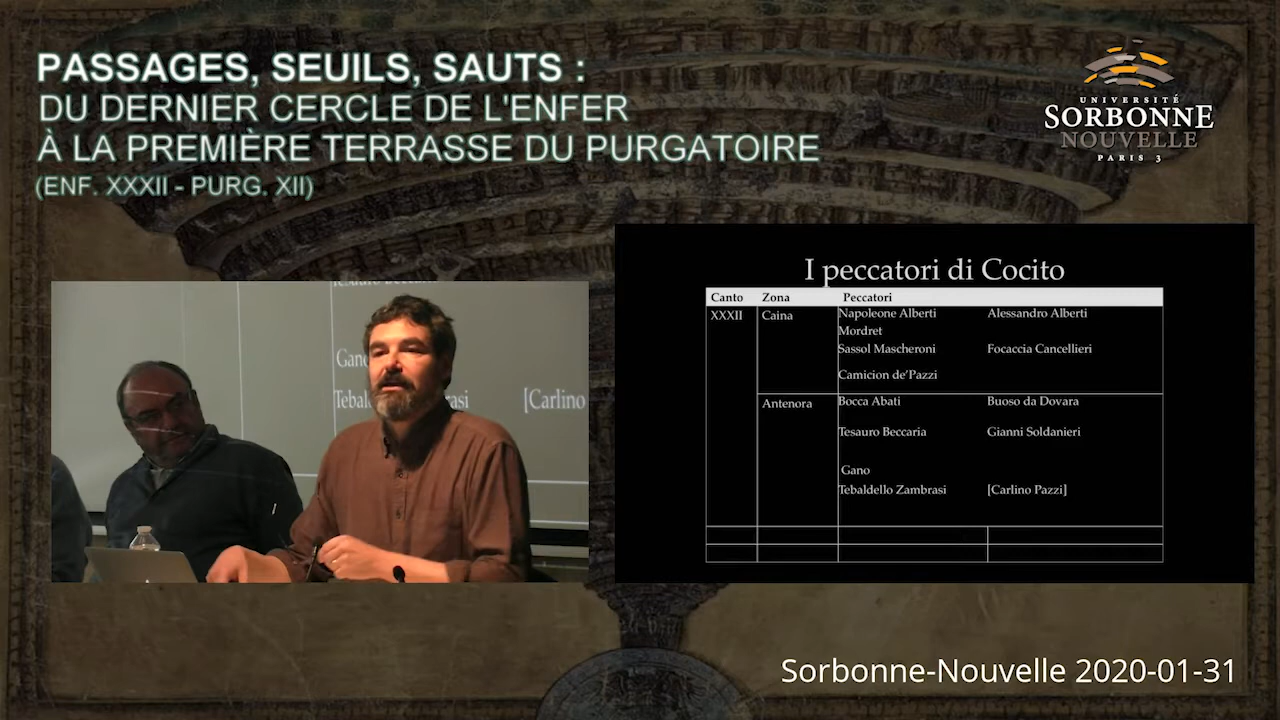 PASSAGES, SEUILS, SAUTS :
DU DERNIER CERCLE DE L'ENFER
À LA PREMIÈRE TERRASSE DU PURGATOIRE
(ENF. XXXII - PURG. XII)
UNIVERSITÉ
SORBONNE
NOUVELLE
PARIS 3
Gano
[Carlino
I peccatori di Cocito
Canto Zona Peccatori
XXXII Caina Napoleone Alberti Alessandro Alberti
Mordret
Sassol Mascheroni Focaccia Cancellieri
Camicion de'Pazzi
Antenora Bocca Abati Buoso da Dovara
Tesauro Beccaria Gianni Soldanieri
Gano
Tebaldello Zambrasi [Carlino Pazzi]
Sorbonne-Nouvelle 2020-01-31